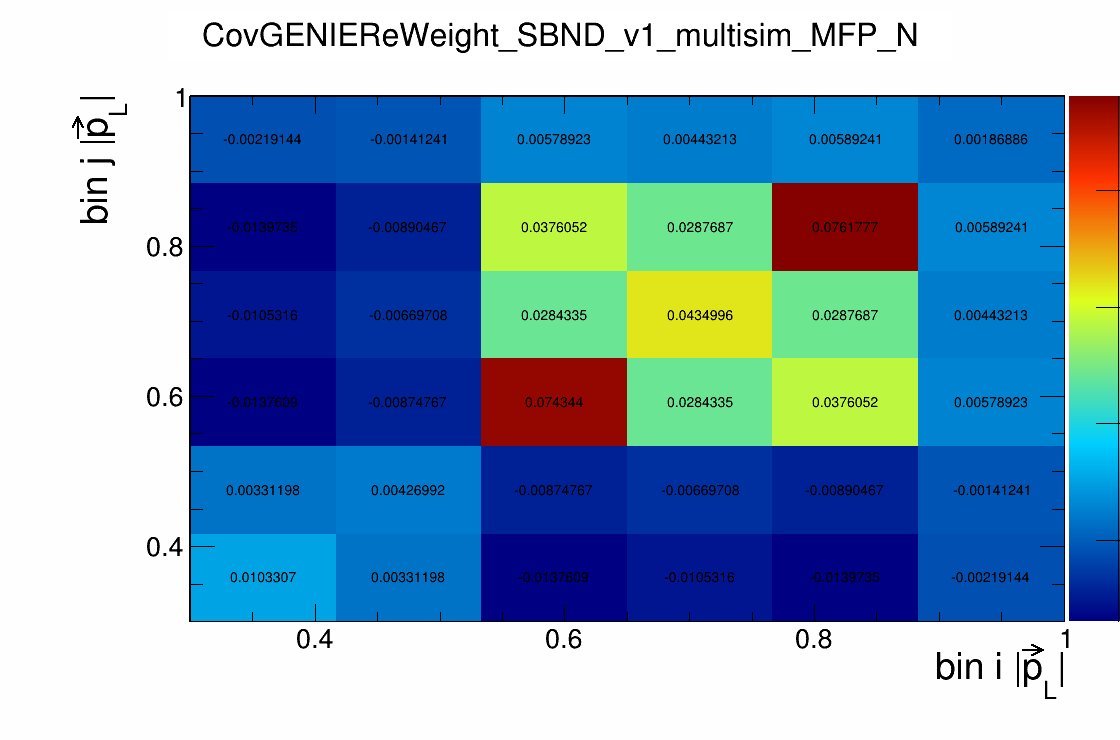 CovGENIEReWeight_SBND_v1_multisim_MFP_N
bin j |p⃗_L|
1
0.8
0.6
0.4
-0.00219144 -0.00141241 0.00578923 0.00443213 0.00589241 0.00186886
-0.0139735 -0.00890467 0.0376052 0.0287687 0.0761777 0.00589241
-0.0105316 -0.00669708 0.0284335 0.0434996 0.0287687 0.00443213
-0.0137609 -0.00874767 0.074344 0.0284335 0.0376052 0.00578923
0.00331198 0.00426992 -0.00874767 -0.00669708 -0.00890467 -0.00141241
0.0103307 0.00331198 -0.0137609 -0.0105316 -0.0139735 -0.00219144
0.4 0.6 0.8 1
bin i |p⃗_L|